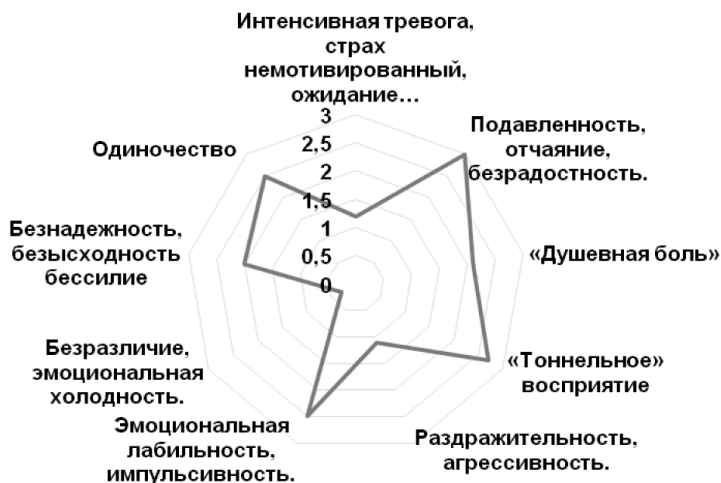 Интенсивная тревога,
страх
немотивированный,
ожидание…
Подавленность,
отчаяние,
безрадостность.
«Душевная боль»
«Тоннельное»
восприятие
Раздражительность,
агрессивность.
Эмоциональная
лабильность,
импульсивность.
Безразличие,
эмоциональная
холодность.
Безнадежность,
безысходность
бессилие
Одиночество
3
2,5
2
1,5
1
0,5
0